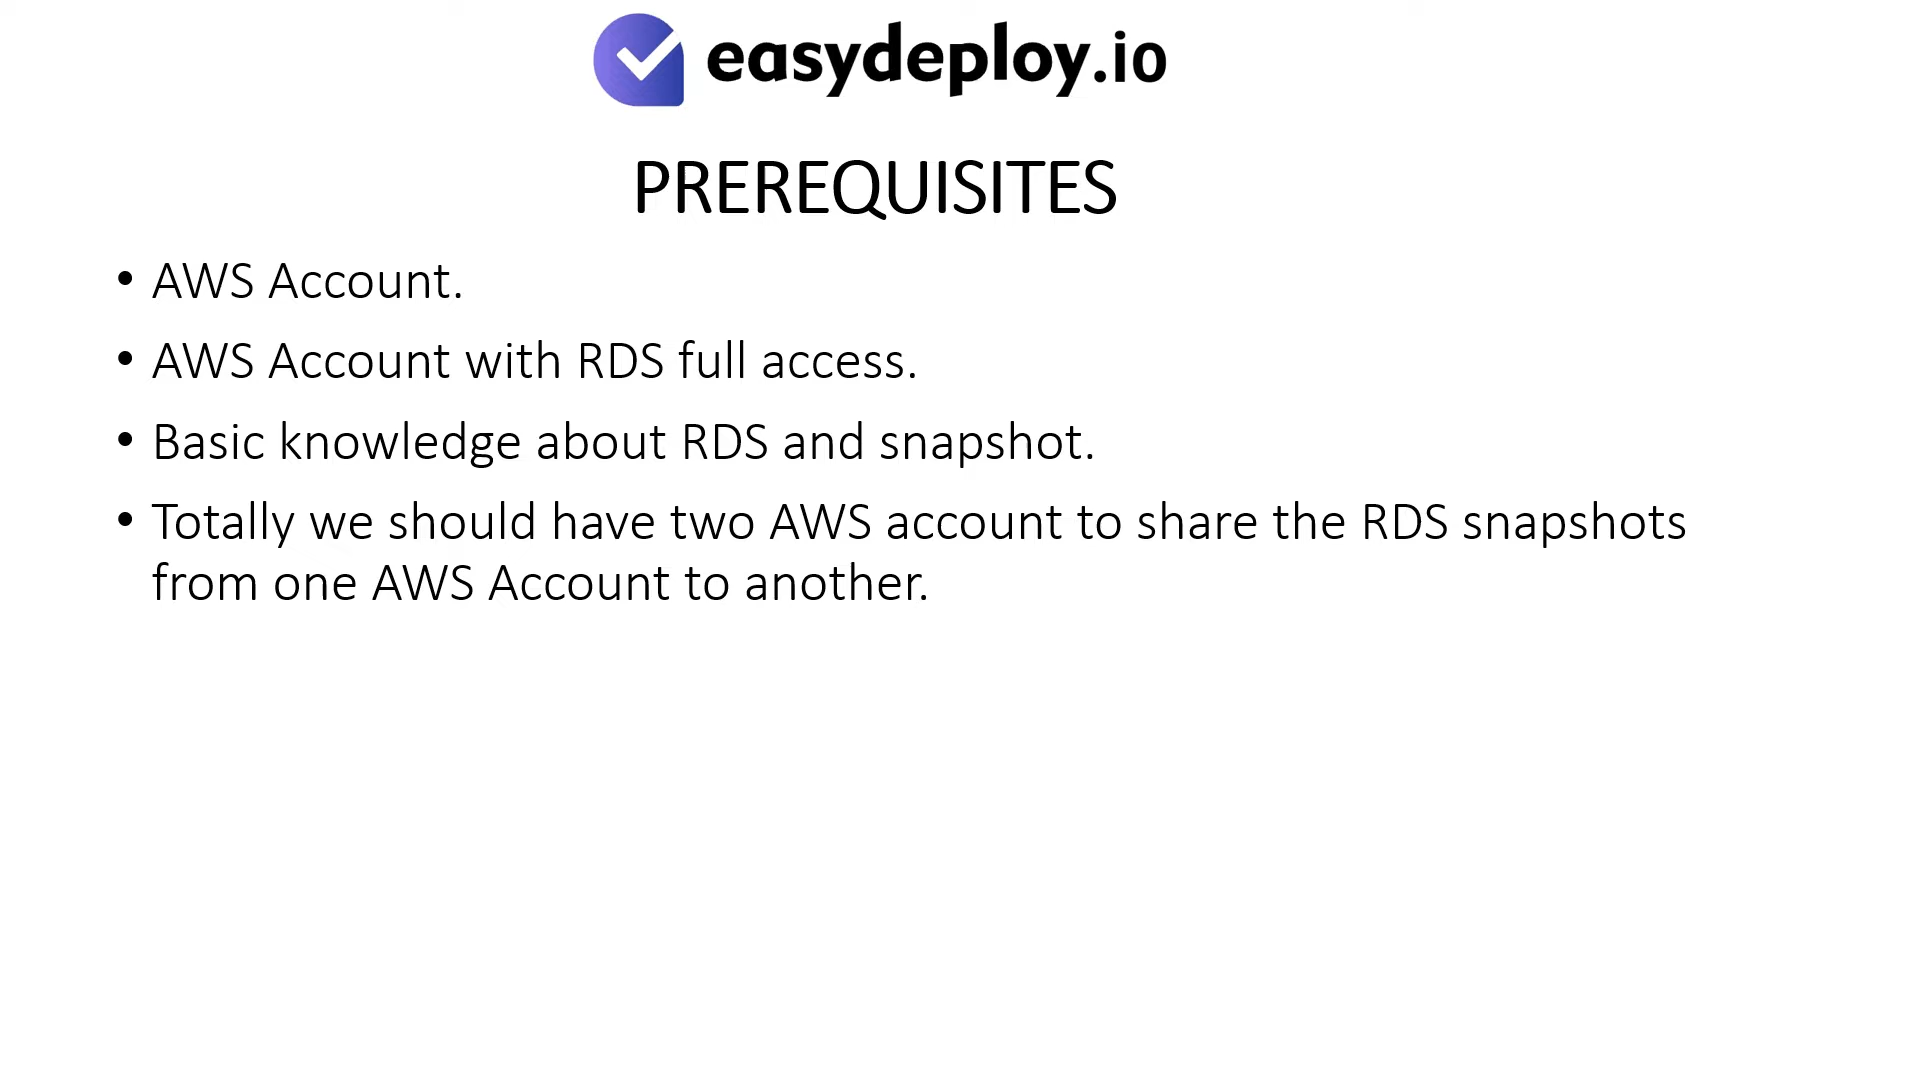 easydeploy.io
PREREQUISITES
• AWS Account.
• AWS Account with RDS full access.
• Basic knowledge about RDS and snapshot.
• Totally we should have two AWS account to share the RDS snapshots
from one AWS Account to another.